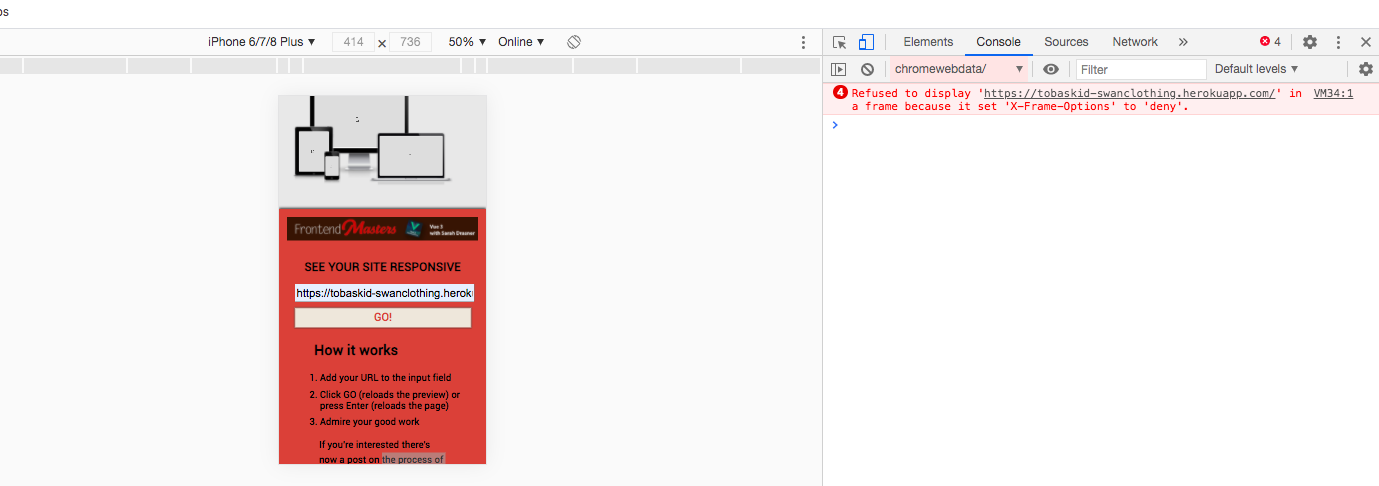 os
iPhone 6/7/8 Plus ▼ 414 × 736 50% ▼ Online ▼
Elements Console Sources Network » 4
chromewebdata/ ▼ Filter Default levels ▼
4 Refused to display 'https://tobaskid-swanclothing.herokuapp.com/' in VM34:1
a frame because it set 'X-Frame-Options' to 'deny'.
>
Frontend Masters Vue 3
with Sarah Drasner
SEE YOUR SITE RESPONSIVE
https://tobaskid-swanclothing.heroku
GO!
How it works
1. Add your URL to the input field
2. Click GO (reloads the preview) or
press Enter (reloads the page)
3. Admire your good work
If you're interested there's
now a post on the process of